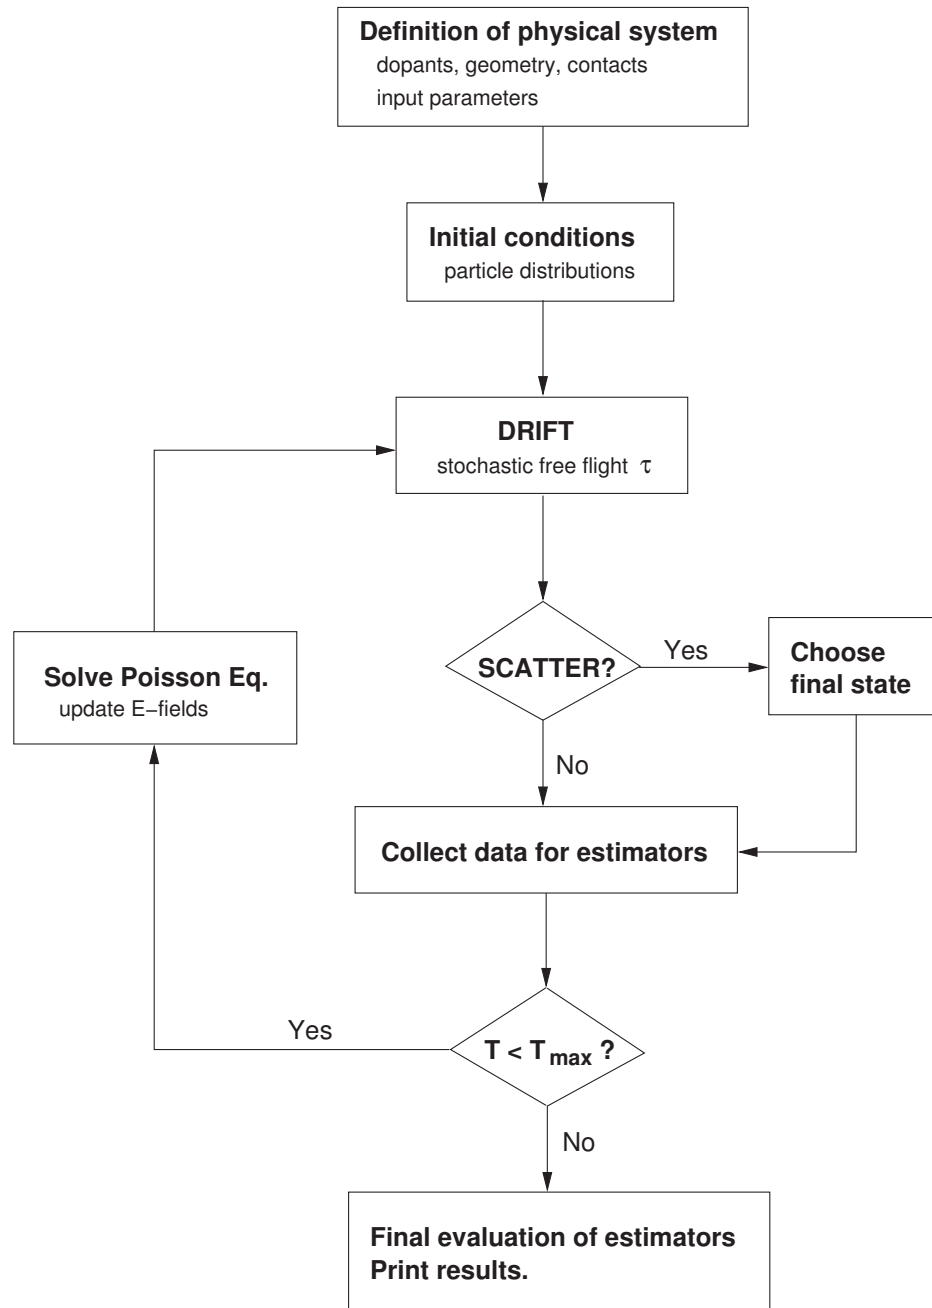 Definition of physical system
dopants, geometry, contacts
input parameters
Initial conditions
particle distributions
DRIFT
stochastic free flight τ
SCATTER?
Yes
Choose
final state
Solve Poisson Eq.
update E−fields
No
Collect data for estimators
Yes
T < Tmax ?
No
Final evaluation of estimators
Print results.